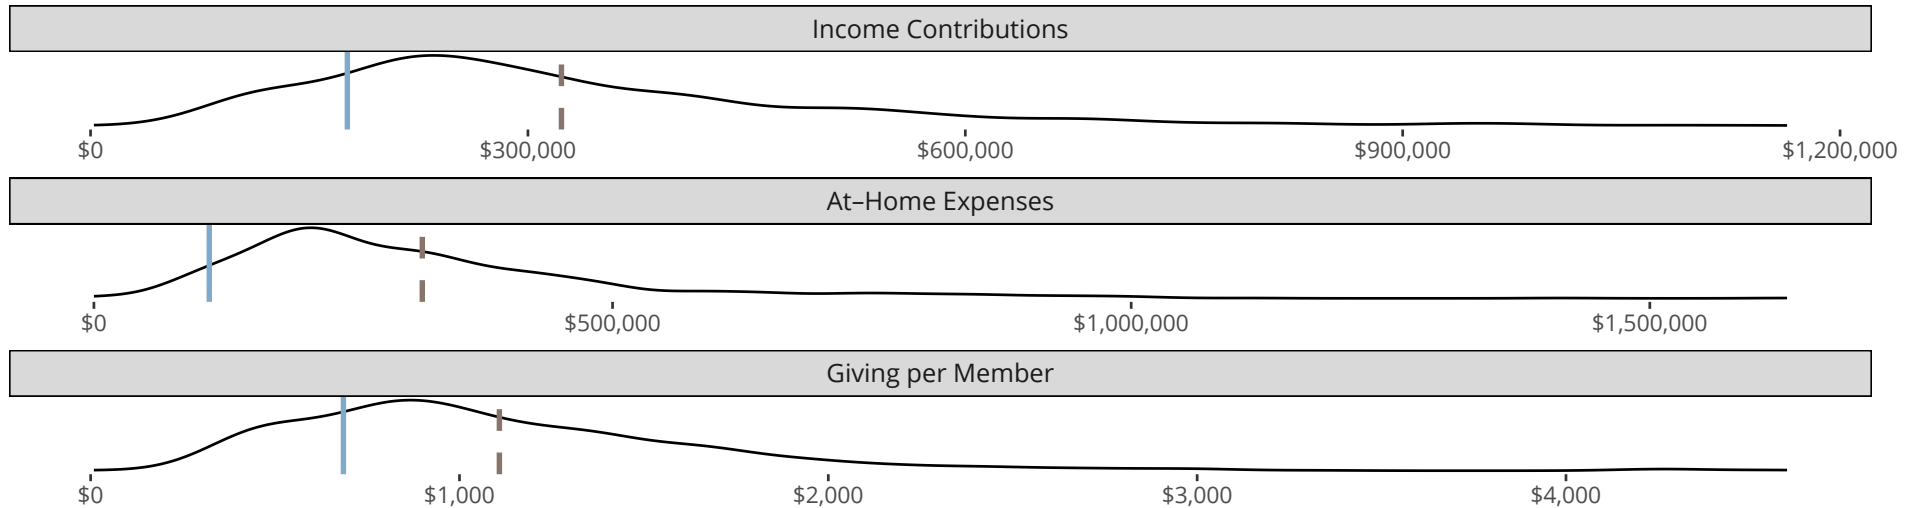 Income Contributions
$0 $300,000 $600,000 $900,000 $1,200,000
At–Home Expenses
$0 $500,000 $1,000,000 $1,500,000
Giving per Member
$0 $1,000 $2,000 $3,000 $4,000